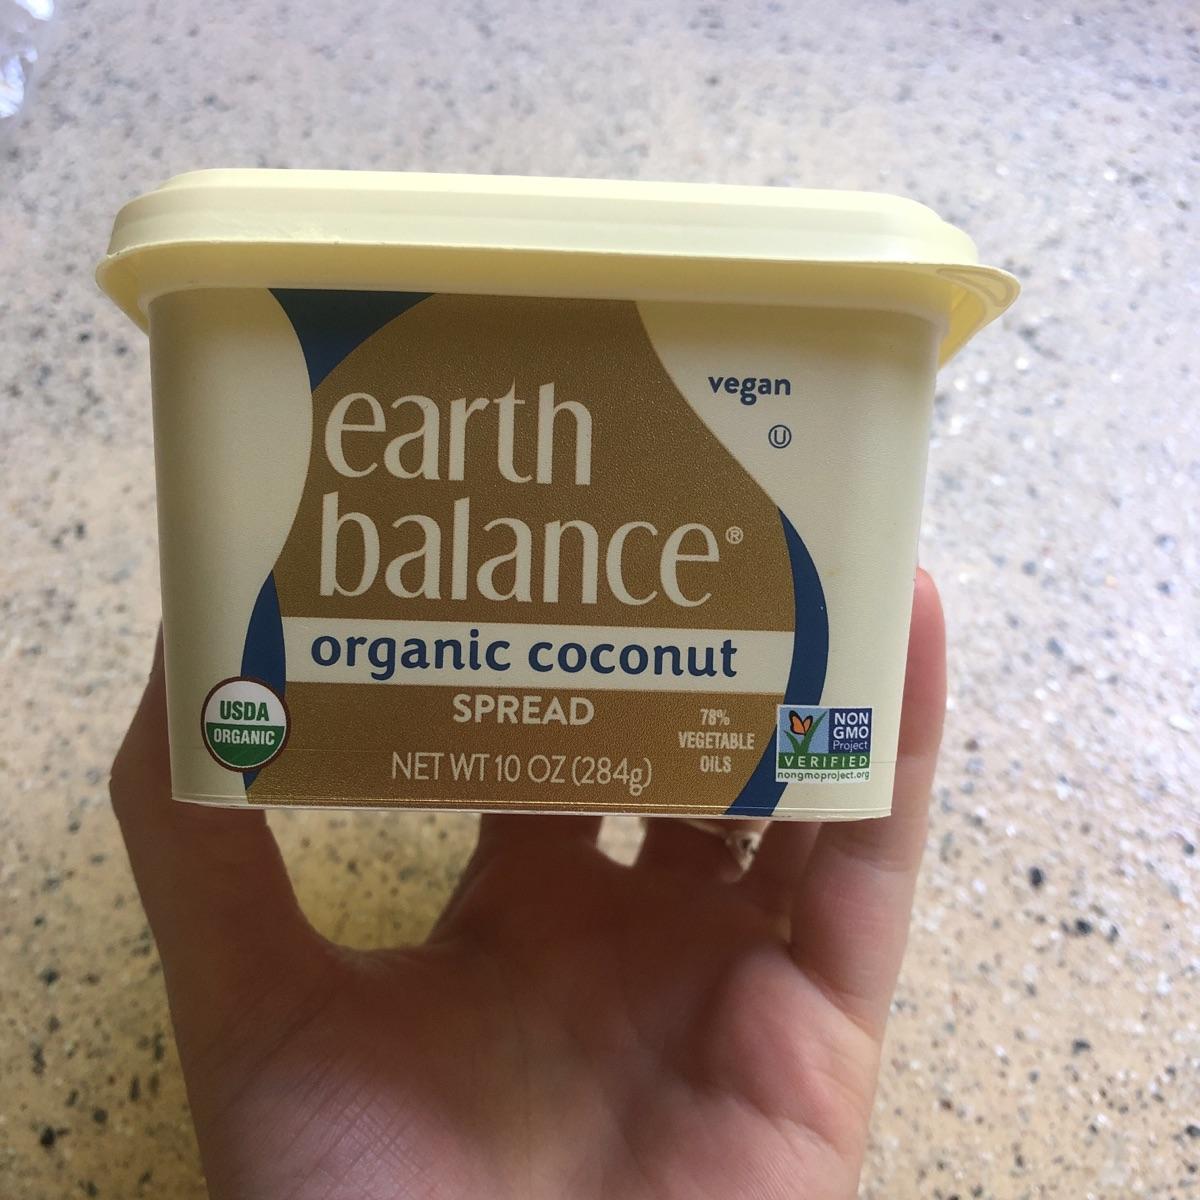 vegan
U
earth
balance®
organic coconut
SPREAD
NET WT 10 OZ (284g)
78%
VEGETABLE
OILS
USDA
ORGANIC
NON
GMO
Project
VERIFIED
nongmoproject.org